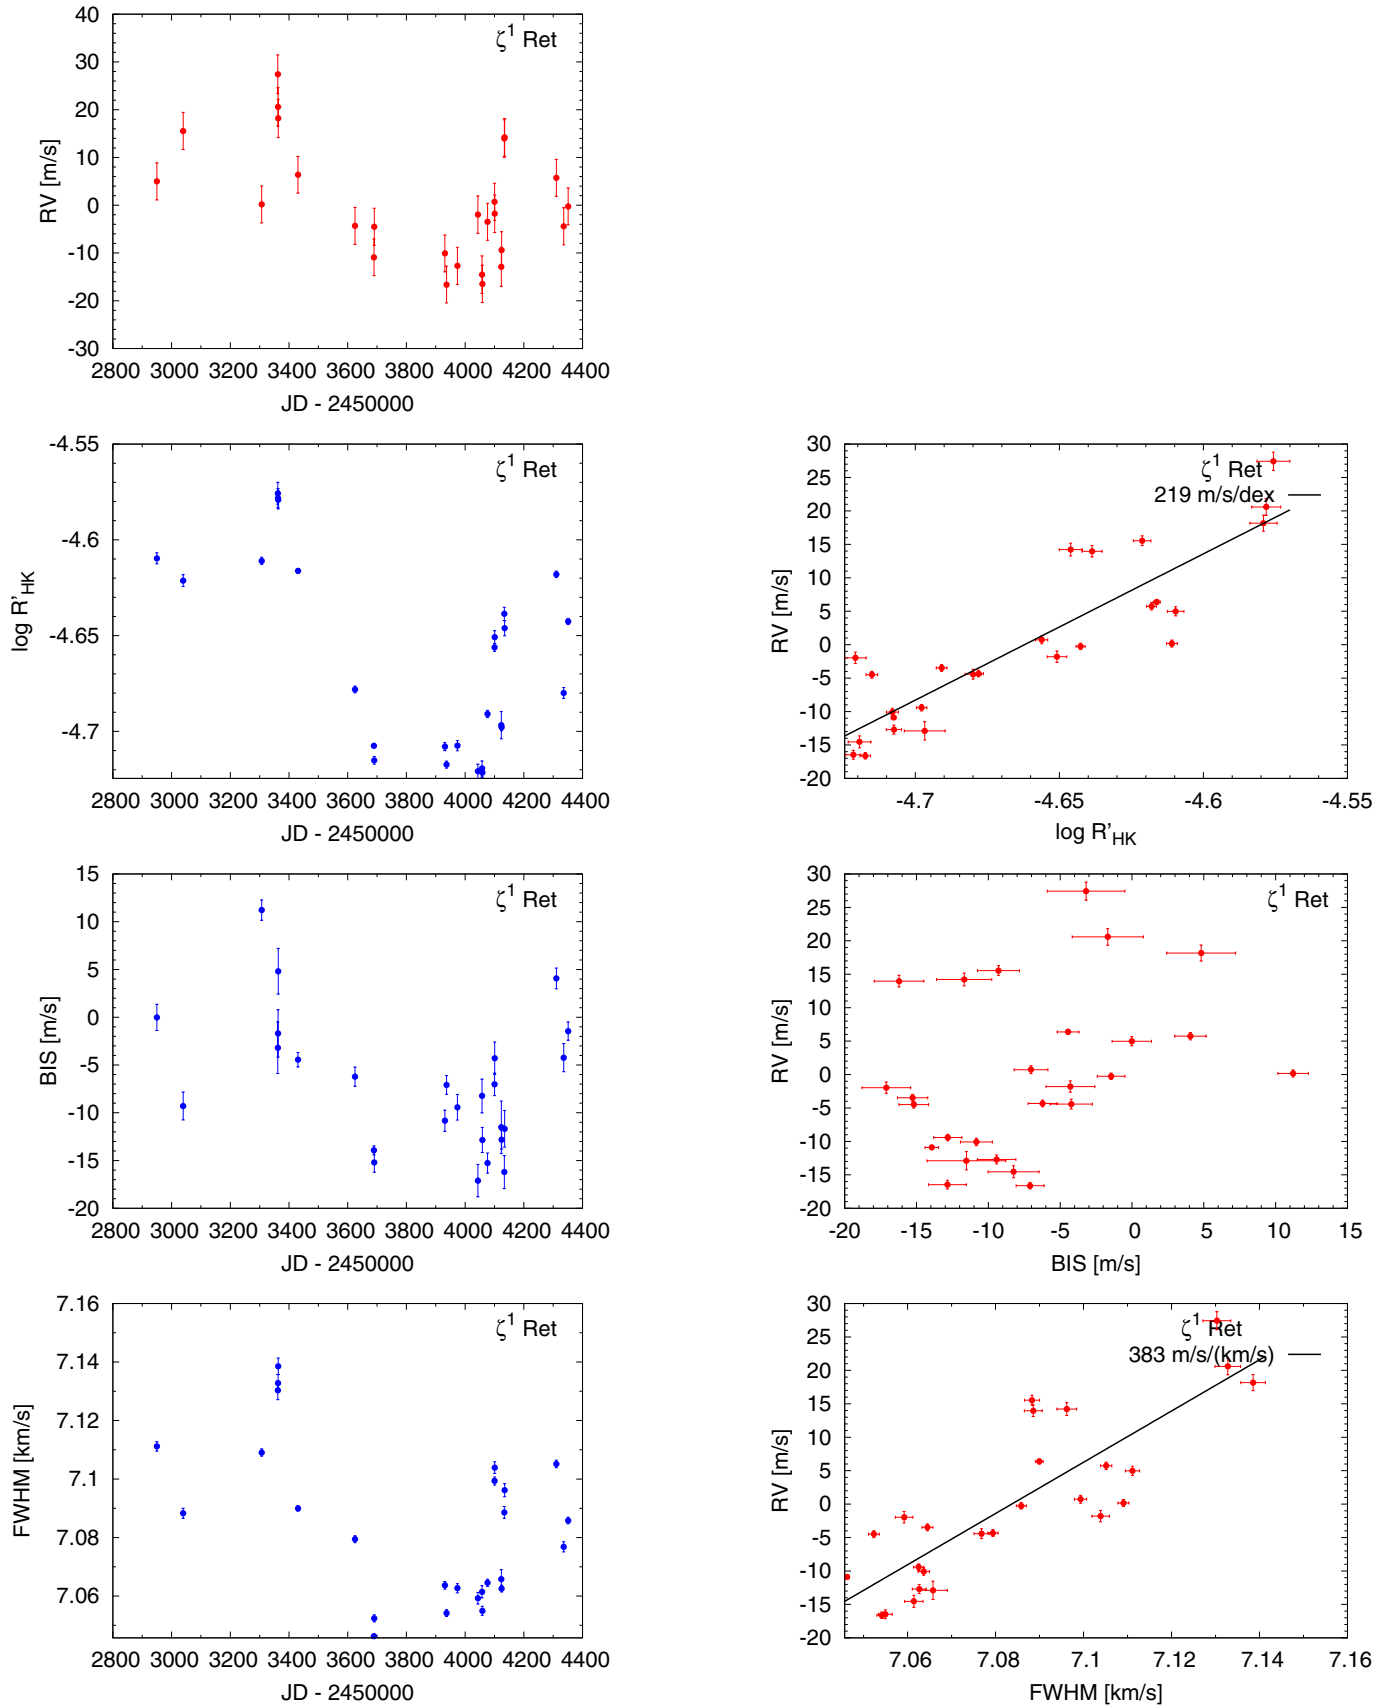 40
30
20
10
0
-10
-20
-30
RV [m/s]
ζ¹ Ret
2800 3000 3200 3400 3600 3800 4000 4200 4400
JD - 2450000
-4.55
-4.6
-4.65
-4.7
log R'HK
ζ¹ Ret
2800 3000 3200 3400 3600 3800 4000 4200 4400
JD - 2450000
30
25
20
15
10
5
0
-5
-10
-15
-20
RV [m/s]
ζ¹ Ret
219 m/s/dex
-4.7 -4.65 -4.6 -4.55
log R'HK
15
10
5
0
-5
-10
-15
-20
BIS [m/s]
ζ¹ Ret
2800 3000 3200 3400 3600 3800 4000 4200 4400
JD - 2450000
30
25
20
15
10
5
0
-5
-10
-15
-20
RV [m/s]
ζ¹ Ret
-20 -15 -10 -5 0 5 10 15
BIS [m/s]
7.16
7.14
7.12
7.1
7.08
7.06
FWHM [km/s]
ζ¹ Ret
2800 3000 3200 3400 3600 3800 4000 4200 4400
JD - 2450000
30
25
20
15
10
5
0
-5
-10
-15
-20
RV [m/s]
ζ¹ Ret
383 m/s/(km/s)
7.06 7.08 7.1 7.12 7.14 7.16
FWHM [km/s]